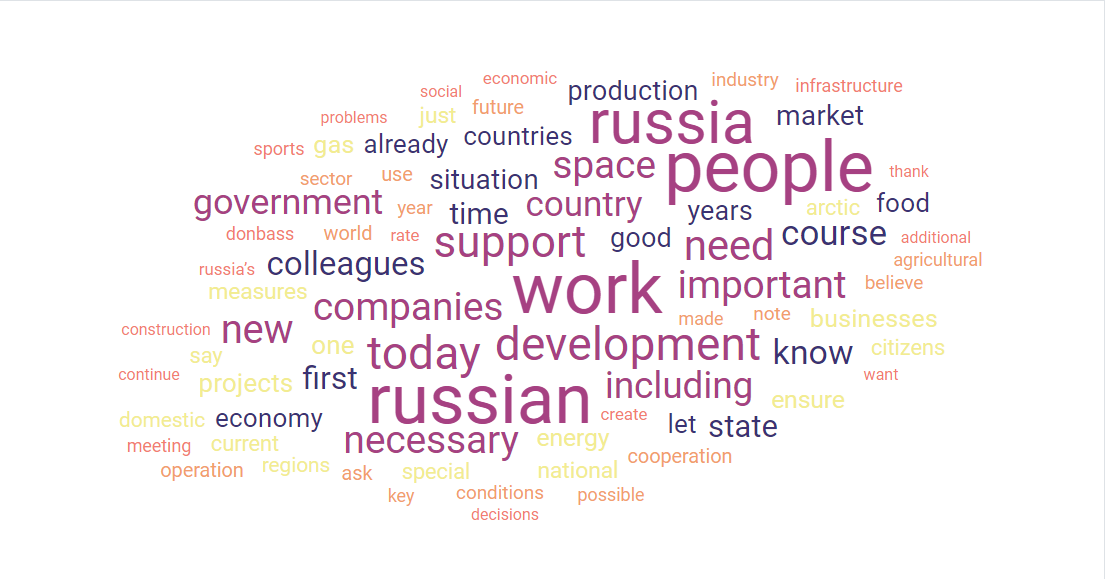 economic
industry
infrastructure
social
production
problems
just
future
russia
market
sports
gas
already
countries
space
people
thank
sector
use
situation
government
year
time
country
years
arctic
food
donbass
world
rate
support
good
need
course
additional
russia's
colleagues
agricultural
measures
companies
work
important
believe
construction
new
made
note
businesses
say
one
today
development
know
citizens
continue
projects
first
russian
including
want
domestic
economy
create
let
state
ensure
meeting
current
necessary
energy
operation
regions
ask
special
national
cooperation
key
conditions
possible
decisions